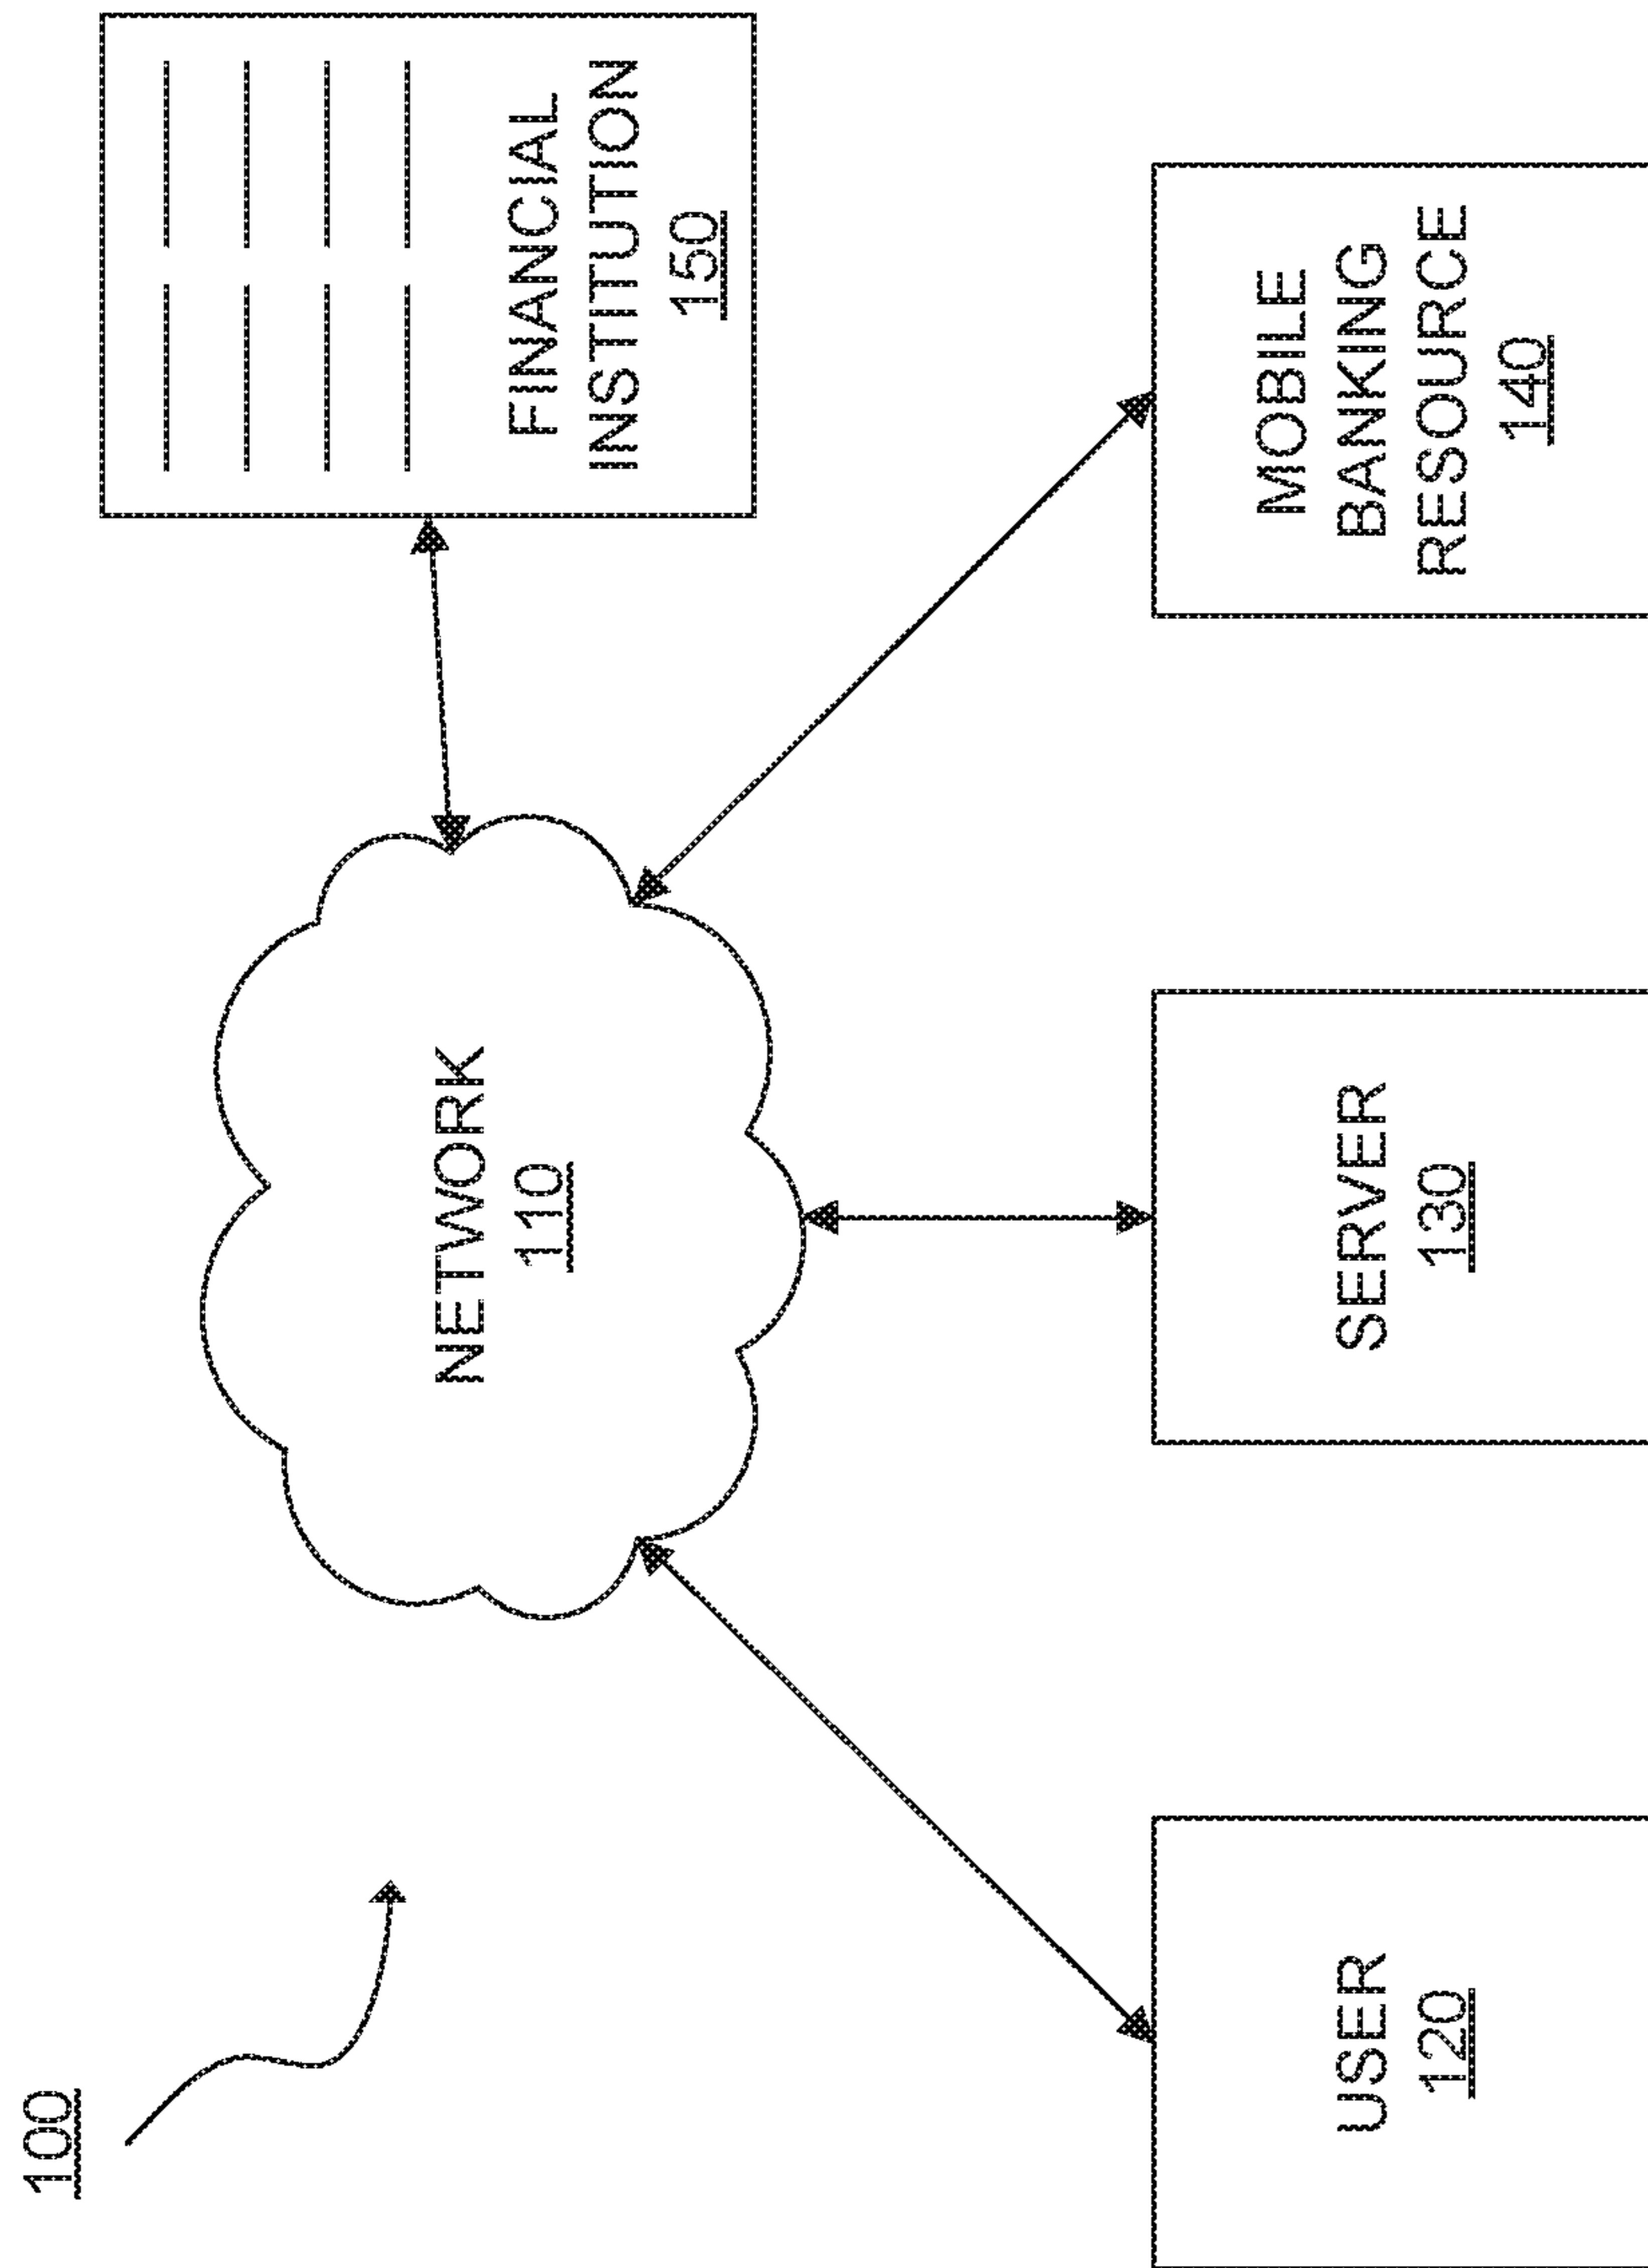 100
NETWORK
110
FINANCIAL
INSTITUTION
150
USER
120
SERVER
130
MOBILE
BANKING
RESOURCE
140